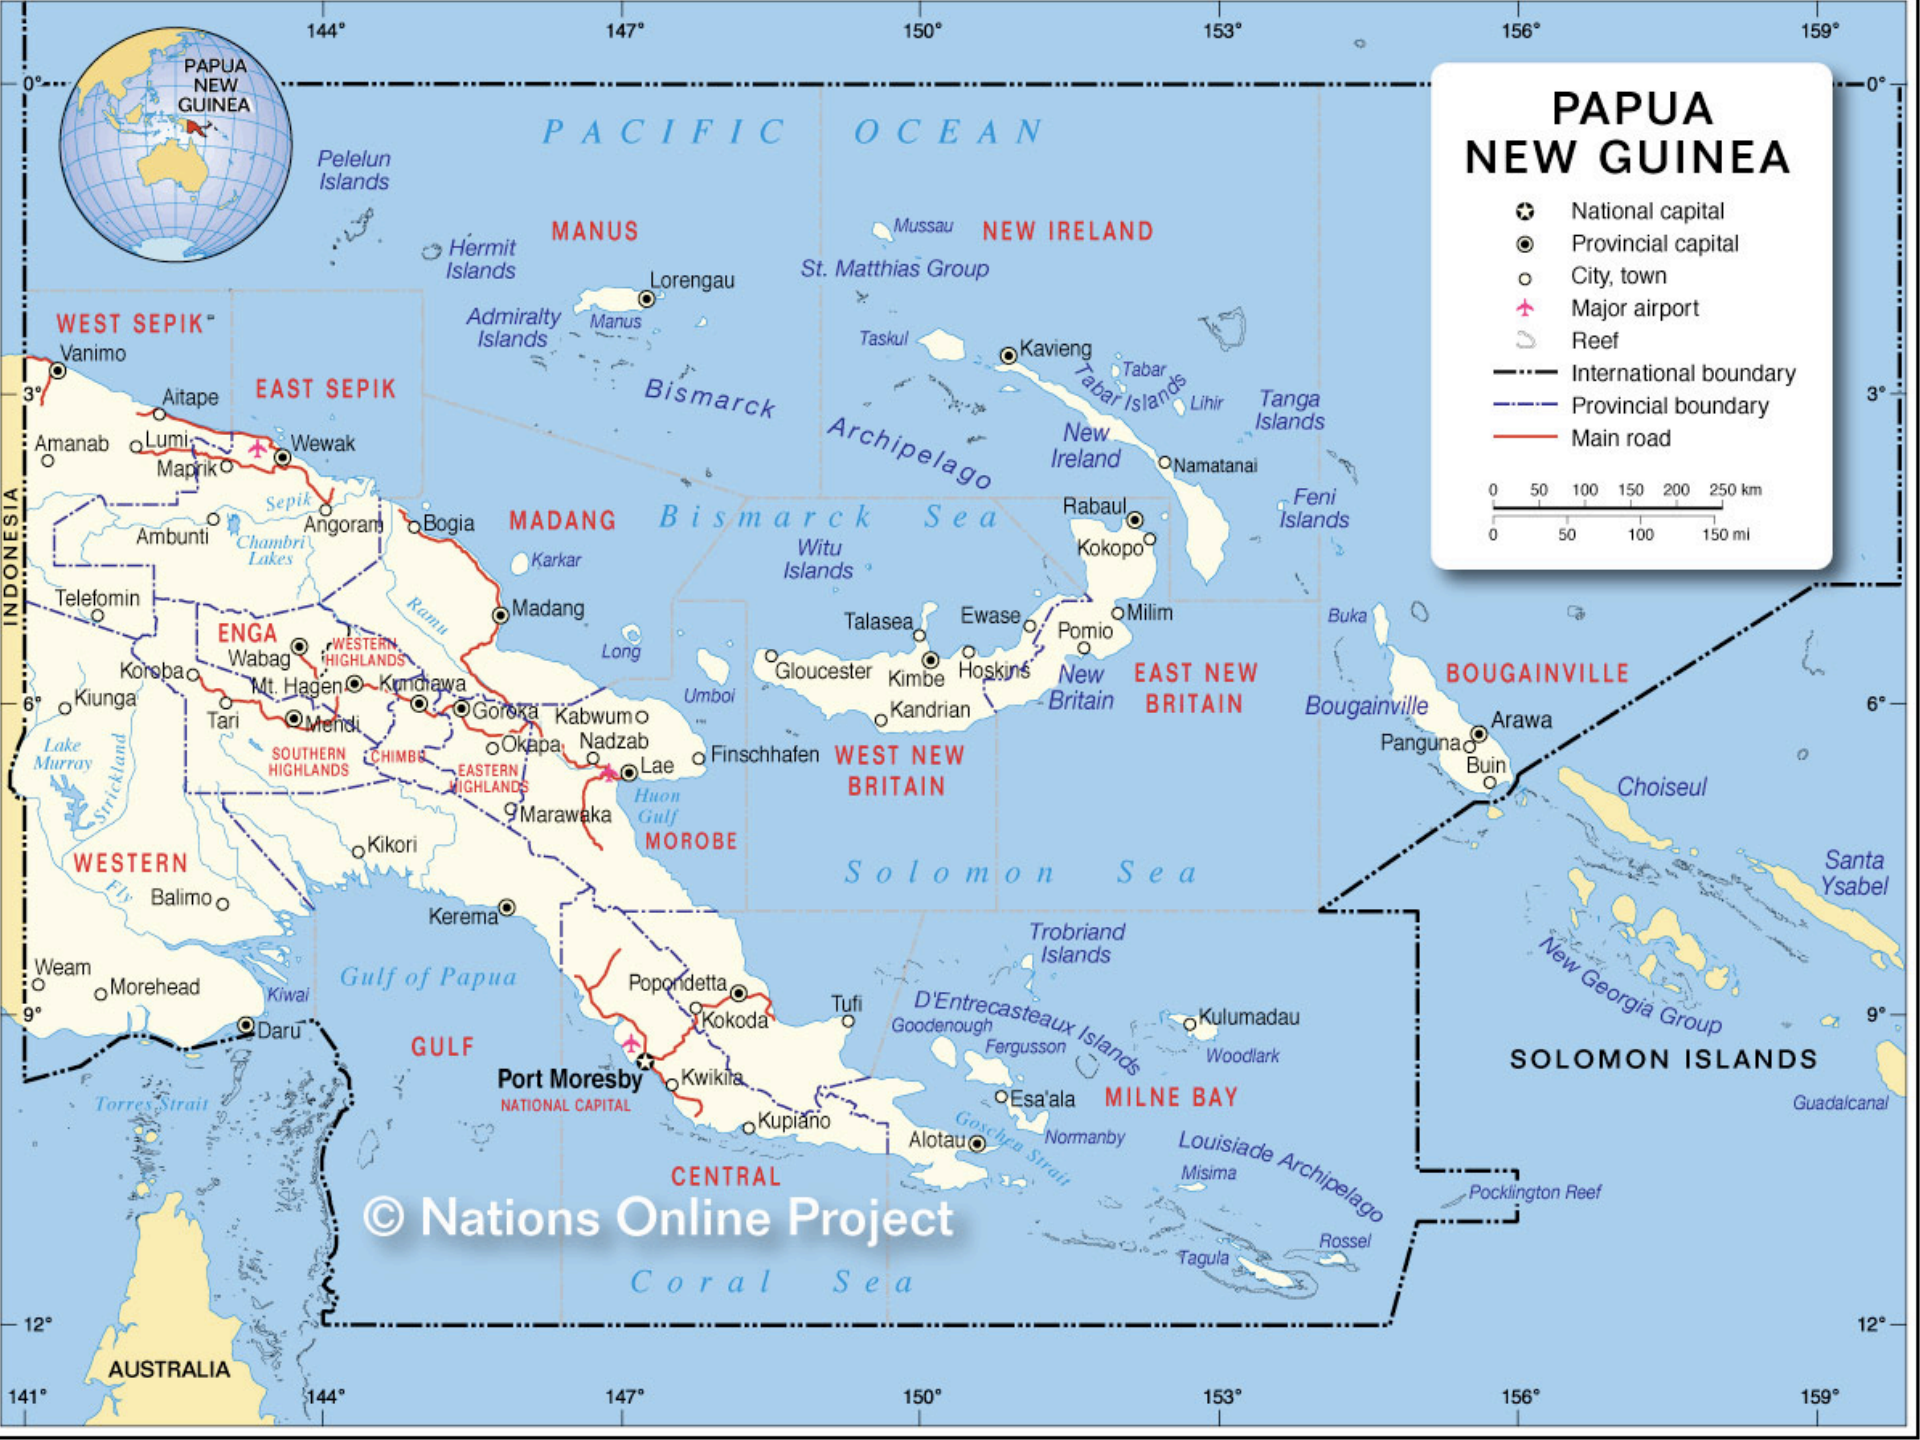 144°
147°
150°
153°
156°
159°
0°
0°
PAPUA
NEW
GUINEA
PAPUA
NEW GUINEA
National capital
Provincial capital
City, town
Major airport
Reef
International boundary
Provincial boundary
Main road
0 50 100 150 200 250 km
0 50 100 150 mi
PACIFIC OCEAN
Pelelun
Islands
MANUS
Mussau
NEW IRELAND
Hermit
Islands
St. Matthias Group
Lorengau
Manus
Admiralty
Islands
WEST SEPIK
Vanimo
Taskul
Kavieng
Tabar
Tabar Islands
Lihir
Tanga
Islands
3°
3°
EAST SEPIK
Aitape
Bismarck
Archipelago
Amanab
Lumi
Maprik
Wewak
New
Ireland
Namatanai
INDONESIA
Sepik
Angoram
Ambunti
Chambri
Lakes
Bogia
MADANG
Bismarck Sea
Rabaul
Kokopo
Feni
Islands
Karkar
Witu
Islands
Telefomin
Ramu
Madang
Talasea
Ewase
Milim
Pomio
Buka
ENGA
Wabag
WESTERN
HIGHLANDS
Long
Koroba
Mt. Hagen
Kundiawa
Umboi
Gloucester
Kimbe
Hoskins
New
Britain
EAST NEW
BRITAIN
BOUGAINVILLE
Bougainville
6°
6°
Kiunga
Tari
Mendi
Goroka
Kabwum
Kandrian
Arawa
Panguna
Buin
Lake
Murray
Strickland
SOUTHERN
HIGHLANDS
CHIMBU
Okapa
Nadzab
Lae
Finschhafen
WEST NEW
BRITAIN
EASTERN
HIGHLANDS
Huon
Gulf
Marawaka
MOROBE
Choiseul
Kikori
WESTERN
Fly
Balimo
Solomon Sea
Santa
Ysabel
Kerema
Trobriand
Islands
New Georgia Group
Weam
Morehead
Kiwai
Gulf of Papua
Popondetta
Kokoda
Tufi
D'Entrecasteaux Islands
Goodenough
Fergusson
Kulumadau
Woodlark
9°
9°
Daru
GULF
SOLOMON ISLANDS
Port Moresby
NATIONAL CAPITAL
Kwikila
Kupiano
Esa'ala
MILNE BAY
Guadalcanal
Torres Strait
Alotau
Goschen Strait
Normanby
Louisiade Archipelago
Misima
CENTRAL
Pocklington Reef
© Nations Online Project
Tagula
Rossel
Coral Sea
12°
12°
AUSTRALIA
141°
144°
147°
150°
153°
156°
159°